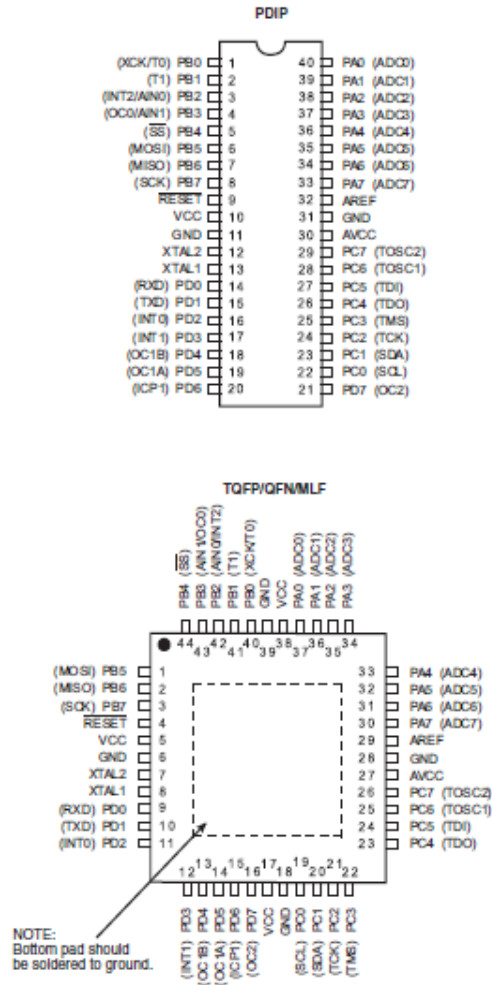 PDIP
(XCK/T0) PB0 1 40 PA0 (ADC0)
(T1) PB1 2 39 PA1 (ADC1)
(INT2/AIN0) PB2 3 38 PA2 (ADC2)
(OC0/AIN1) PB3 4 37 PA3 (ADC3)
(SS) PB4 5 36 PA4 (ADC4)
(MOSI) PB5 6 35 PA5 (ADC5)
(MISO) PB6 7 34 PA6 (ADC6)
(SCK) PB7 8 33 PA7 (ADC7)
RESET 9 32 AREF
VCC 10 31 GND
GND 11 30 AVCC
XTAL2 12 29 PC7 (TOSC2)
XTAL1 13 28 PC6 (TOSC1)
(RXD) PD0 14 27 PC5 (TDI)
(TXD) PD1 15 26 PC4 (TDO)
(INT0) PD2 16 25 PC3 (TMS)
(INT1) PD3 17 24 PC2 (TCK)
(OC1B) PD4 18 23 PC1 (SDA)
(OC1A) PD5 19 22 PC0 (SCL)
(ICP1) PD6 20 21 PD7 (OC2)
TQFP/QFN/MLF
PB4 (SS)
PB3 (AIN1/OC0)
PB2 (AIN0/INT2)
PB1 (T1)
PB0 (XCK/T0)
GND
VCC
PA0 (ADC0)
PA1 (ADC1)
PA2 (ADC2)
PA3 (ADC3)
44 43 42 41 40 39 38 37 36 35 34
(MOSI) PB5 1 33 PA4 (ADC4)
(MISO) PB6 2 32 PA5 (ADC5)
(SCK) PB7 3 31 PA6 (ADC6)
RESET 4 30 PA7 (ADC7)
VCC 5 29 AREF
GND 6 28 GND
XTAL2 7 27 AVCC
XTAL1 8 26 PC7 (TOSC2)
(RXD) PD0 9 25 PC6 (TOSC1)
(TXD) PD1 10 24 PC5 (TDI)
(INT0) PD2 11 23 PC4 (TDO)
12 13 14 15 16 17 18 19 20 21 22
(INT1) PD3
(OC1B) PD4
(OC1A) PD5
(ICP1) PD6
(OC2) PD7
VCC
GND
(SCL) PC0
(SDA) PC1
(TCK) PC2
(TMS) PC3
NOTE:
Bottom pad should
be soldered to ground.